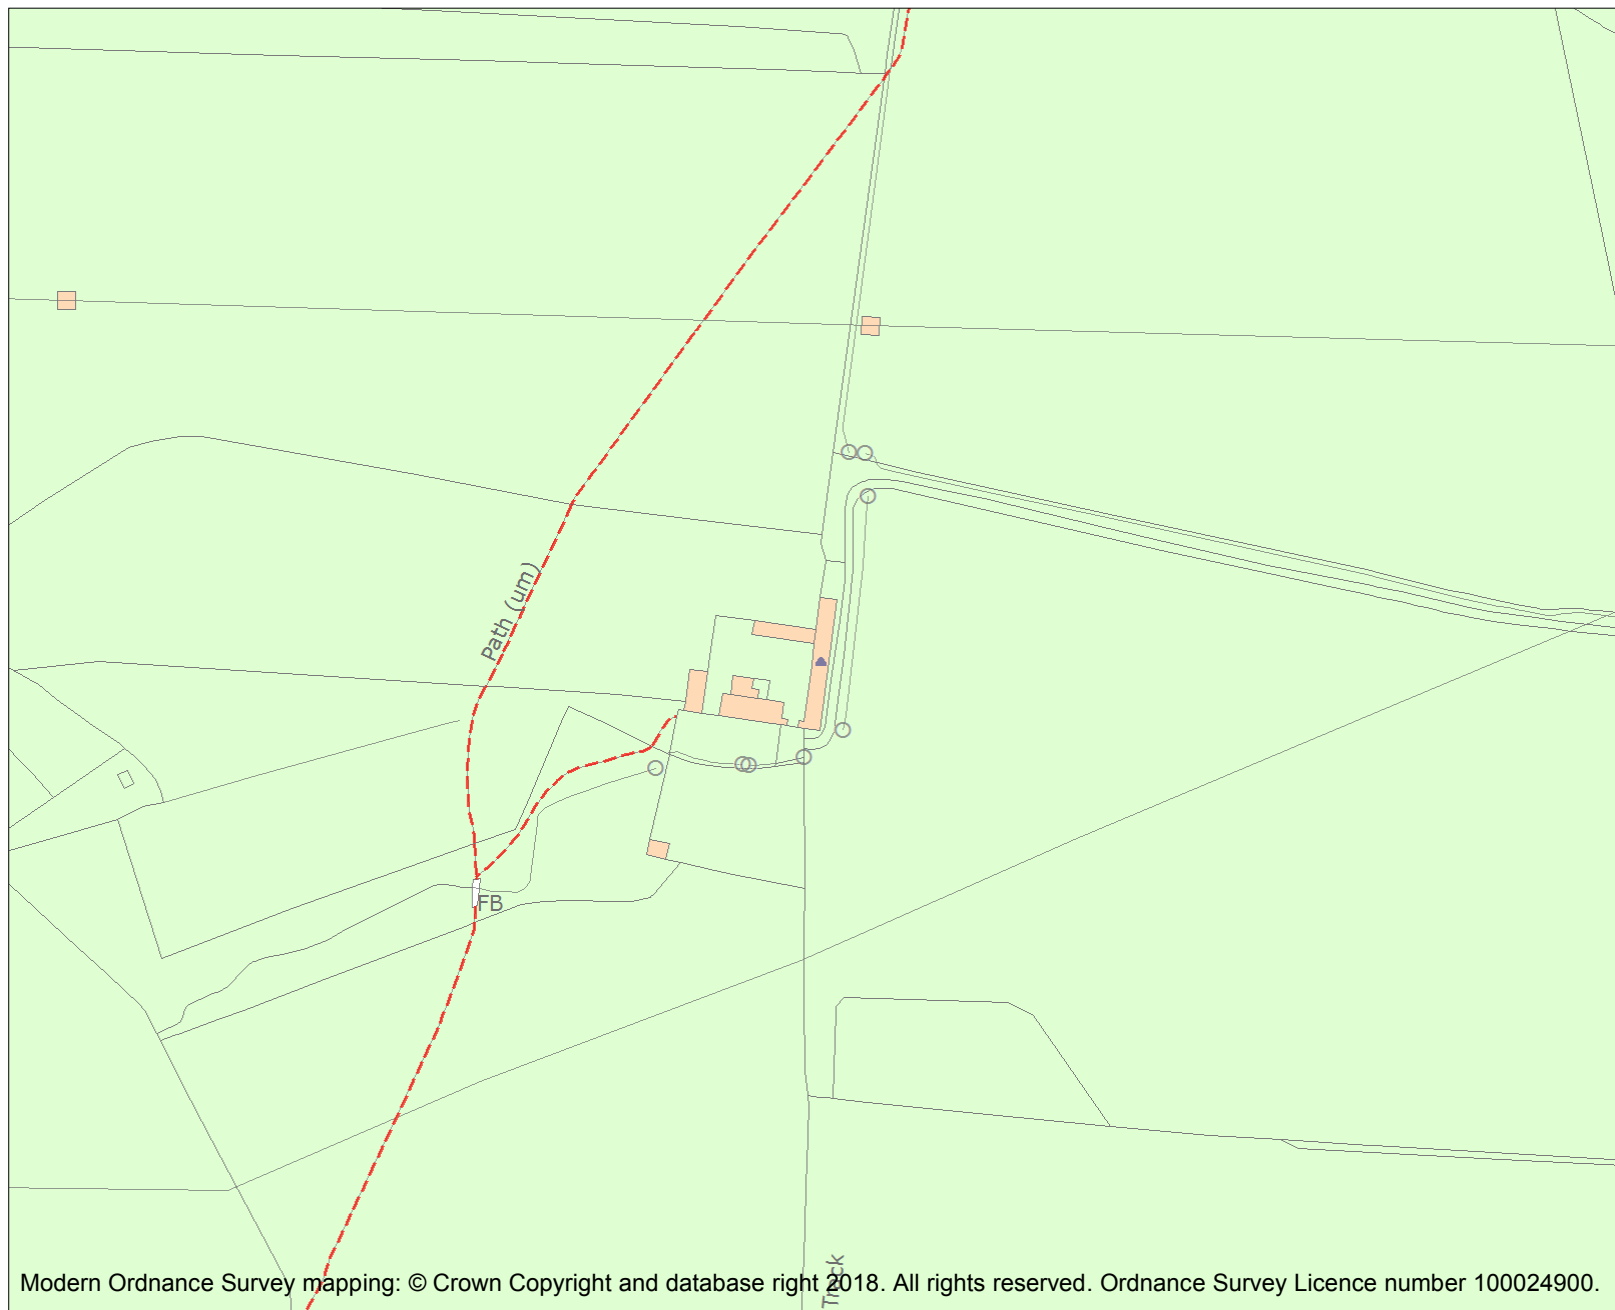 Path (um)
FB
Track
Modern Ordnance Survey mapping: © Crown Copyright and database right 2018. All rights reserved. Ordnance Survey Licence number 100024900.